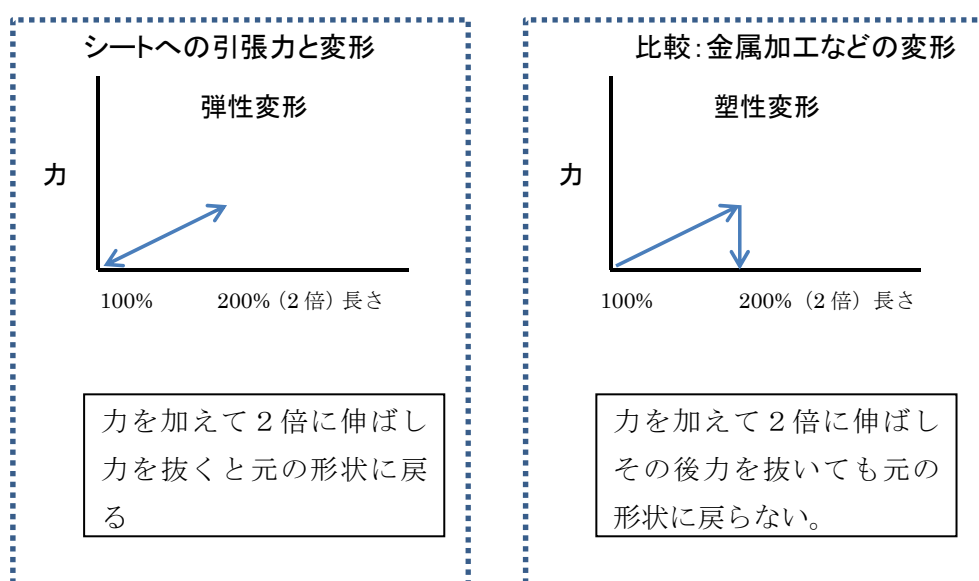 シートへの引張力と変形
弾性変形
力
100%
200%（2 倍）長さ
力を加えて２倍に伸ばし
力を抜くと元の形状に戻
る
比較：金属加工などの変形
塑性変形
力
100%
200%（2 倍）長さ
力を加えて２倍に伸ばし
その後力を抜いても元の
形状に戻らない。